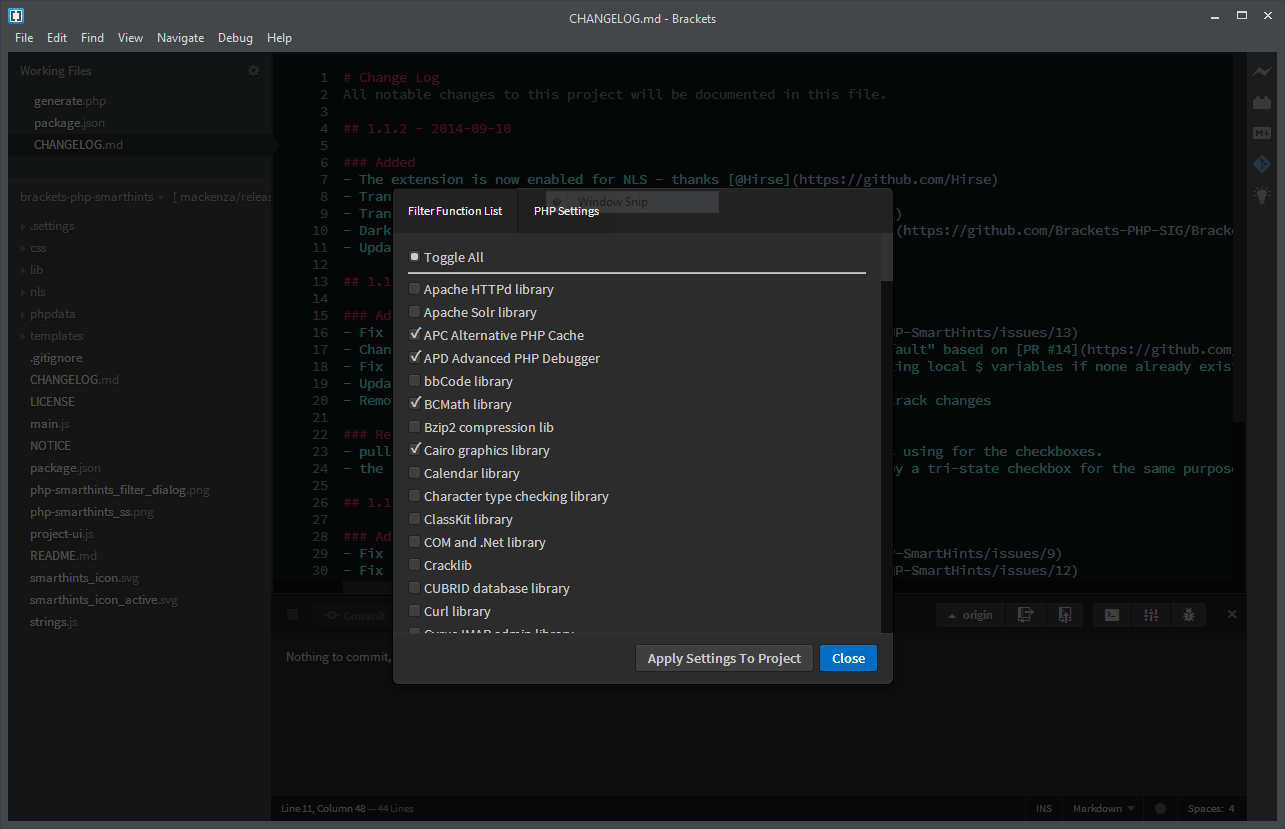 CHANGELOG.md - Brackets
File Edit Find View Navigate Debug Help
Working Files
generate.php
package.json
CHANGELOG.md
brackets-php-smarthints [ mackenza/releas
.settings
css
lib
nls
phpdata
templates
.gitignore
CHANGELOG.md
LICENSE
main.js
NOTICE
package.json
php-smarthints_filter_dialog.png
php-smarthints_ss.png
project-ui.js
README.md
smarthints_icon.svg
smarthints_icon_active.svg
strings.js
1 # Change Log
2 All notable changes to this project will be documented in this file.
3
4 ## 1.1.2 - 2014-09-10
5
6 ### Added
7 - The extension is now enabled for NLS - thanks [@Hirse](https://github.com/Hirse)
8 - Tran
9 - Tran )
10 - Dark (https://github.com/Brackets-PHP-SIG/Bracke
11 - Upda
12
13 ## 1.1
14
15 ### Ad
16 - Fix P-SmartHints/issues/13)
17 - Chan ault" based on [PR #14](https://github.com/
18 - Fix ing local $ variables if none already exis
19 - Upda
20 - Remo rack changes
21
22 ### Re
23 - pull using for the checkboxes.
24 - the y a tri-state checkbox for the same purpose
25
26 ## 1.1
27
28 ### Ad
29 - Fix P-SmartHints/issues/9)
30 - Fix P-SmartHints/issues/12)
Window Snip
Filter Function List PHP Settings
Toggle All
Apache HTTPd library
Apache Solr library
APC Alternative PHP Cache
APD Advanced PHP Debugger
bbCode library
BCMath library
Bzip2 compression lib
Cairo graphics library
Calendar library
Character type checking library
ClassKit library
COM and .Net library
Cracklib
CUBRID database library
Curl library
Cyrus IMAP admin library
Apply Settings To Project Close
Commit origin
Nothing to commit,
Line 11, Column 48 — 44 Lines INS Markdown Spaces: 4
M↓